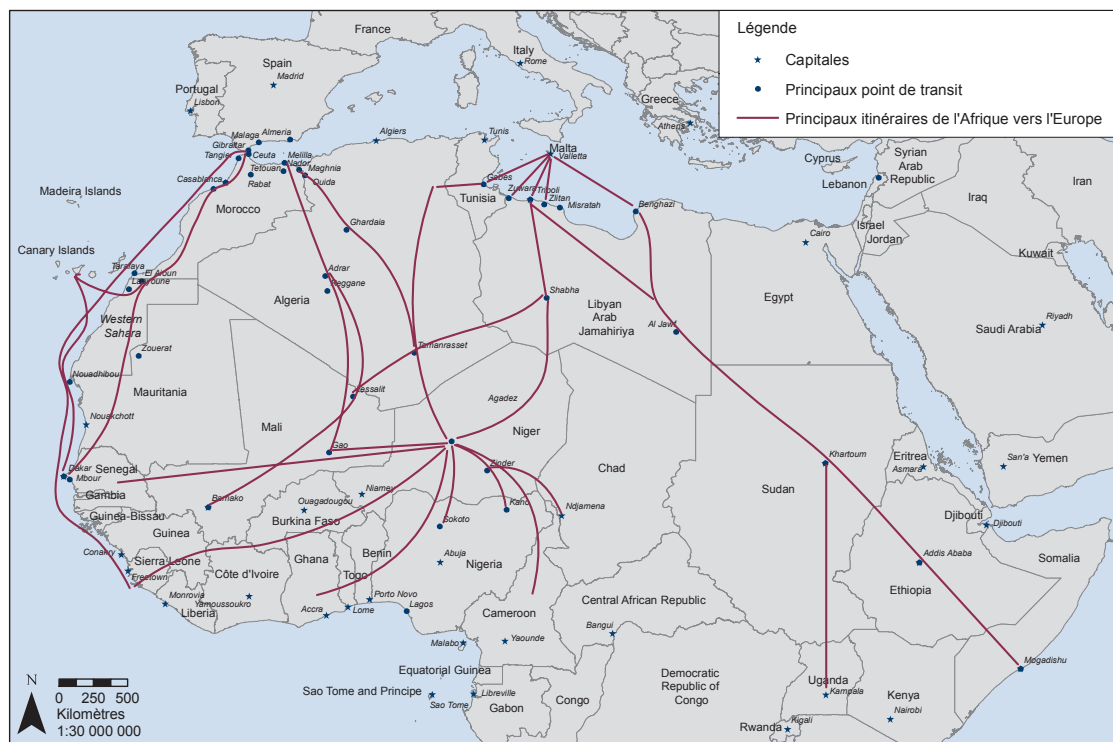 Légende
Capitales
Principaux point de transit
Principaux itinéraires de l'Afrique vers l'Europe
France
Italy
Rome
Spain
Madrid
Portugal
Lisbon
Greece
Athens
Malaga
Almeria
Gibraltar
Tangier
Ceuta
Melilla
Tetouan
Nador
Maghnia
Oujda
Rabat
Casablanca
Algiers
Tunis
Malta
Valletta
Cyprus
Syrian
Arab
Republic
Lebanon
Iran
Iraq
Israel
Jordan
Kuwait
Madeira Islands
Morocco
Gabes
Tunisia
Zuwara
Tripoli
Zlitan
Misratah
Benghazi
Cairo
Ghardaia
Canary Islands
Tarfaya
El Aioun
Laayoune
Adrar
Reggane
Algeria
Shabha
Libyan
Arab
Jamahiriya
Egypt
Al Jawf
Riyadh
Saudi Arabia
Western
Sahara
Zouerat
Tamanrasset
Nouadhibou
Mauritania
Tessalit
Nouakchott
Agadez
Mali
Niger
Gao
Chad
Dakar
Mbour
Senegal
Gambia
Zinder
Khartoum
Eritrea
Asmara
San'a
Yemen
Niamey
Bamako
Ouagadougou
Burkina Faso
Kano
Ndjamena
Sudan
Guinea-Bissau
Guinea
Sokoto
Djibouti
Djibouti
Conakry
Sierra Leone
Freetown
Côte d'Ivoire
Ghana
Togo
Benin
Abuja
Nigeria
Addis Ababa
Somalia
Ethiopia
Monrovia
Yamoussoukro
Liberia
Accra
Lome
Porto Novo
Lagos
Cameroon
Central African Republic
Bangui
Malabo
Yaounde
Equatorial Guinea
Sao Tome and Principe
Sao Tome
Libreville
Gabon
Congo
Democratic
Republic of
Congo
Uganda
Kampala
Kenya
Nairobi
Rwanda
Kigali
Mogadishu
N
0 250 500
Kilomètres
1:30 000 000